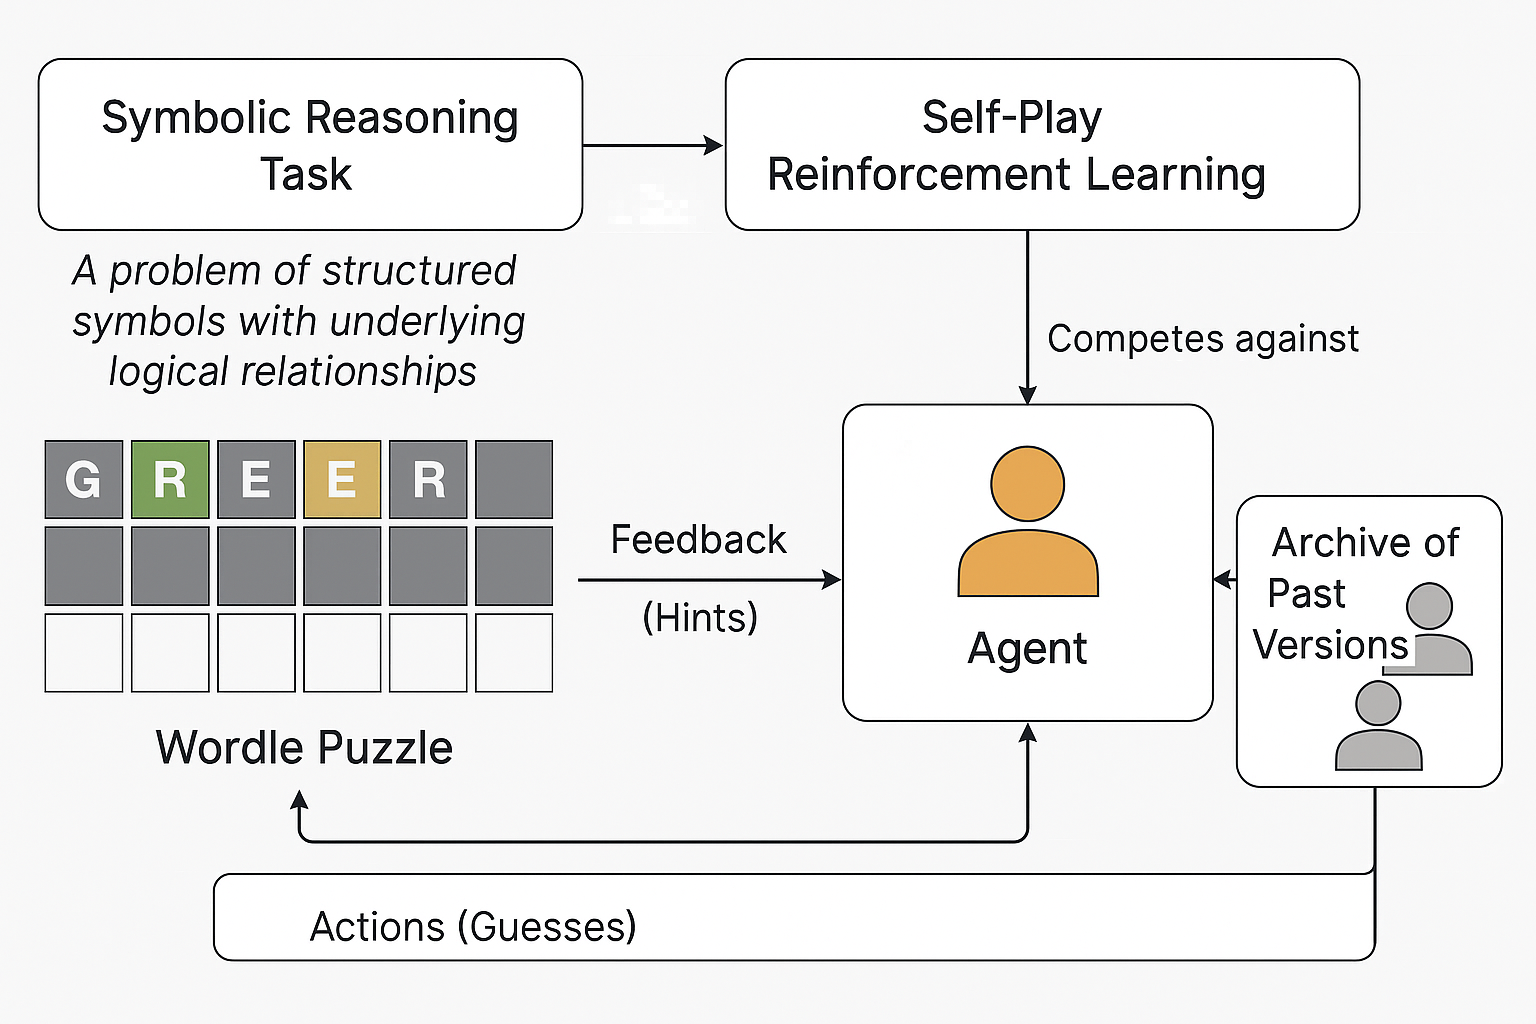 Symbolic Reasoning
Task
Self-Play
Reinforcement Learning
A problem of structured
symbols with underlying
logical relationships
Competes against
G R E E R
Feedback
(Hints)
Agent
Archive of
Past
Versions
Wordle Puzzle
Actions (Guesses)